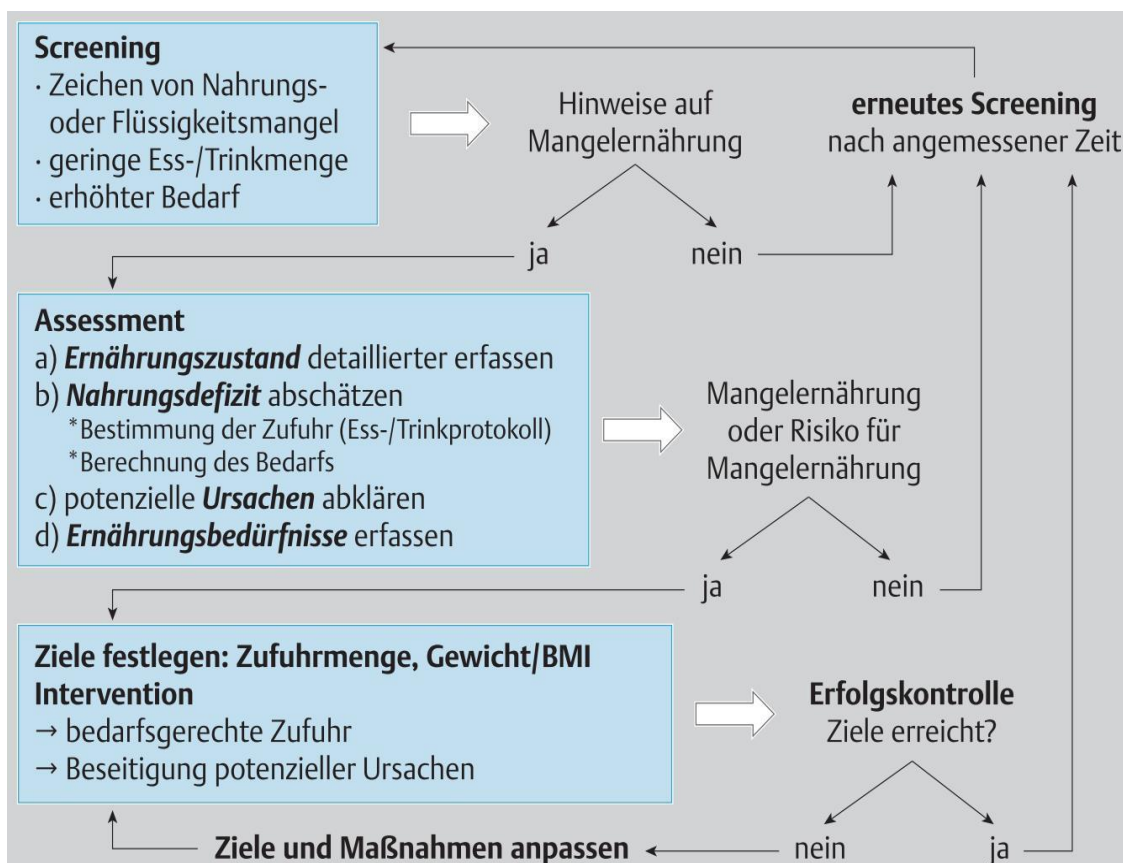 Screening
· Zeichen von Nahrungs-
oder Flüssigkeitsmangel
· geringe Ess-/Trinkmenge
· erhöhter Bedarf
Hinweise auf
Mangelernährung
erneutes Screening
nach angemessener Zeit
ja
nein
Assessment
a) Ernährungszustand detaillierter erfassen
b) Nahrungsdefizit abschätzen
*Bestimmung der Zufuhr (Ess-/Trinkprotokoll)
*Berechnung des Bedarfs
c) potenzielle Ursachen abklären
d) Ernährungsbedürfnisse erfassen
Mangelernährung
oder Risiko für
Mangelernährung
ja
nein
Ziele festlegen: Zufuhrmenge, Gewicht/BMI
Intervention
→ bedarfsgerechte Zufuhr
→ Beseitigung potenzieller Ursachen
Erfolgskontrolle
Ziele erreicht?
nein
ja
Ziele und Maßnahmen anpassen